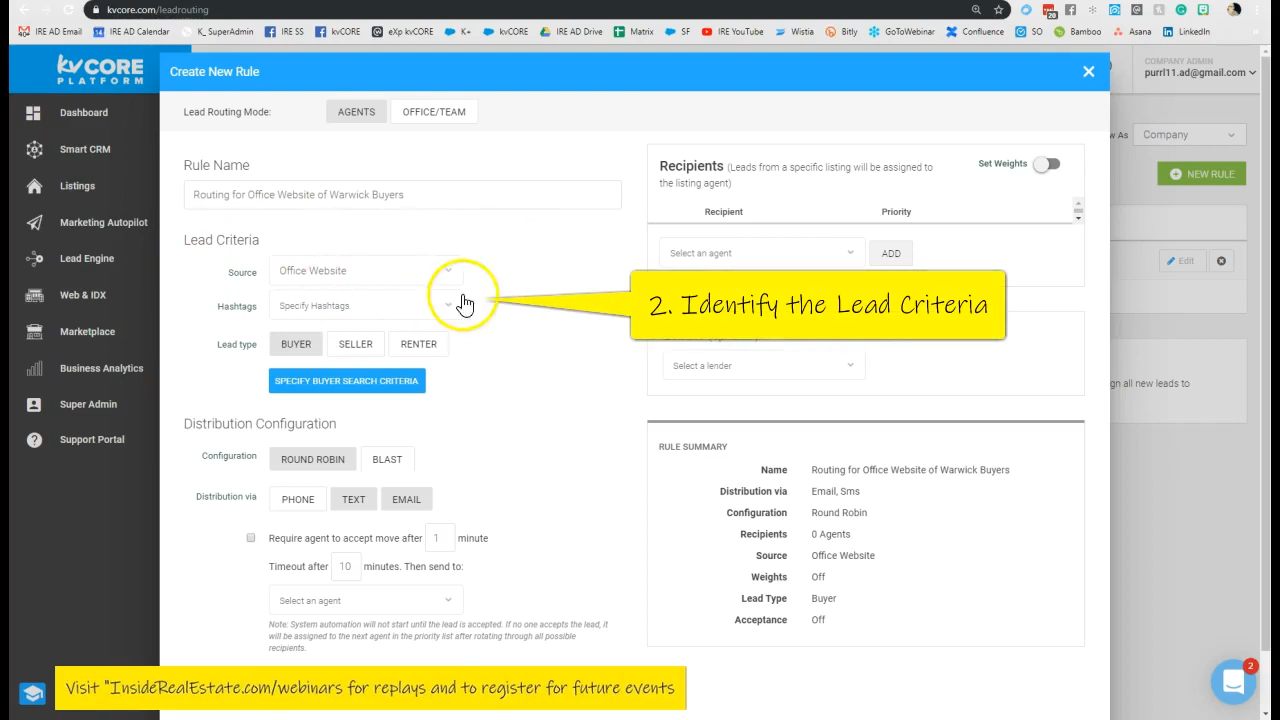 kvcore.com/leadrouting
IRE AD Email
IRE AD Calendar
K_ SuperAdmin
IRE SS
kvCORE
eXp kvCORE
K+
kvCORE
IRE AD Drive
Matrix
SF
IRE YouTube
Wistia
Bitly
GoToWebinar
Confluence
SO
Bamboo
Asana
LinkedIn
kvCORE
PLATFORM
Create New Rule
COMPANY ADMIN
purrl11.ad@gmail.com
Dashboard
Smart CRM
Listings
Marketing Autopilot
Lead Engine
Web & IDX
Marketplace
Business Analytics
Super Admin
Support Portal
Lead Routing Mode:
AGENTS
OFFICE/TEAM
Rule Name
Routing for Office Website of Warwick Buyers
Lead Criteria
Source
Office Website
Hashtags
Specify Hashtags
Lead type
BUYER
SELLER
RENTER
SPECIFY BUYER SEARCH CRITERIA
Distribution Configuration
Configuration
ROUND ROBIN
BLAST
Distribution via
PHONE
TEXT
EMAIL
Require agent to accept move after 1 minute
Timeout after 10 minutes. Then send to:
Select an agent
Note: System automation will not start until the lead is accepted. If no one accepts the lead, it
will be assigned to the next agent in the priority list after rotating through all possible
recipients.
Recipients (Leads from a specific listing will be assigned to
the listing agent)
Set Weights
Recipient
Priority
Select an agent
ADD
2. Identify the Lead Criteria
Select a lender
RULE SUMMARY
Name Routing for Office Website of Warwick Buyers
Distribution via Email, Sms
Configuration Round Robin
Recipients 0 Agents
Source Office Website
Weights Off
Lead Type Buyer
Acceptance Off
As
Company
NEW RULE
Edit
ign all new leads to
2
Visit "InsideRealEstate.com/webinars for replays and to register for future events